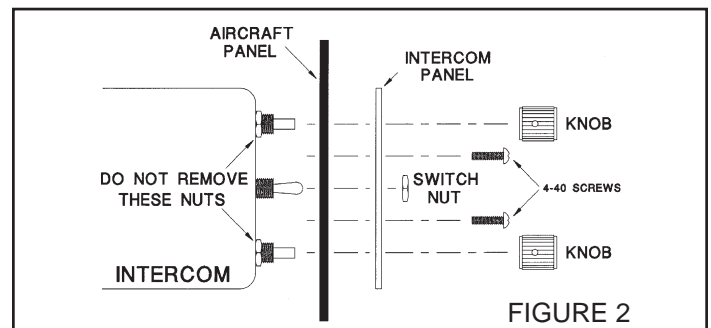 AIRCRAFT
PANEL
INTERCOM
PANEL
KNOB
DO NOT REMOVE
THESE NUTS
SWITCH
NUT
4-40 SCREWS
KNOB
INTERCOM
FIGURE 2